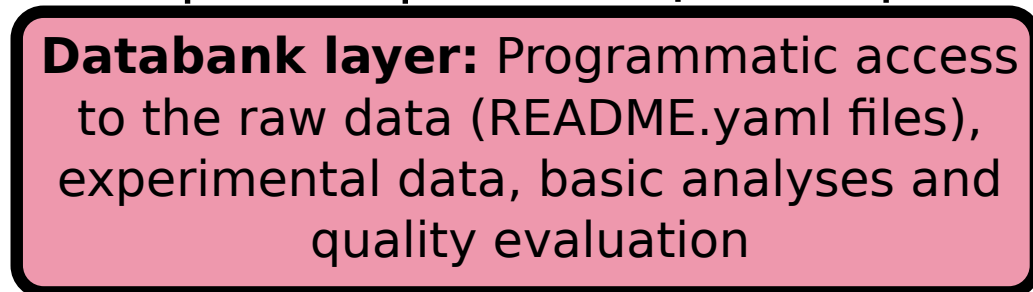 Databank layer: Programmatic access
to the raw data (README.yaml files),
experimental data, basic analyses and
quality evaluation